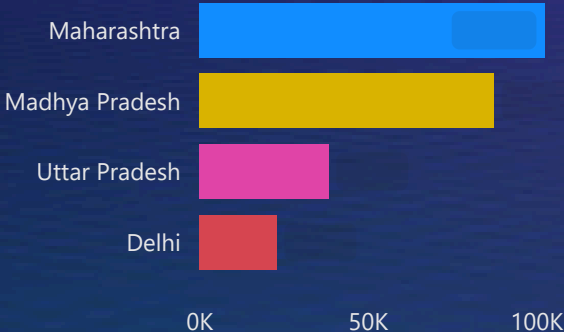 Maharashtra
Madhya Pradesh
Uttar Pradesh
Delhi
0K 50K 100K